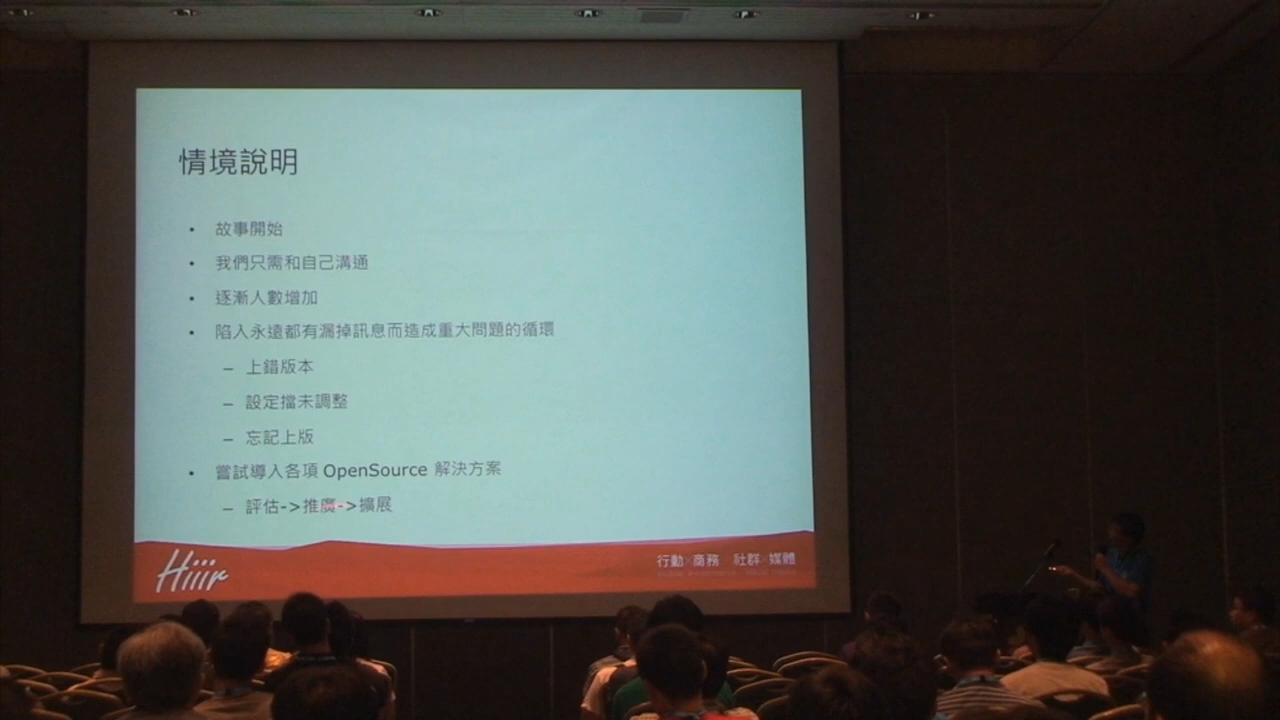 情境說明
• 故事開始
• 我們只需和自己溝通
• 逐漸人數增加
• 陷入永遠都有漏掉訊息而造成重大問題的循環
– 上錯版本
– 設定擋未調整
– 忘記上版
• 嘗試導入各項 OpenSource 解決方案
– 評估->推廣->擴展
Hiiir
行動×商務 社群×媒體